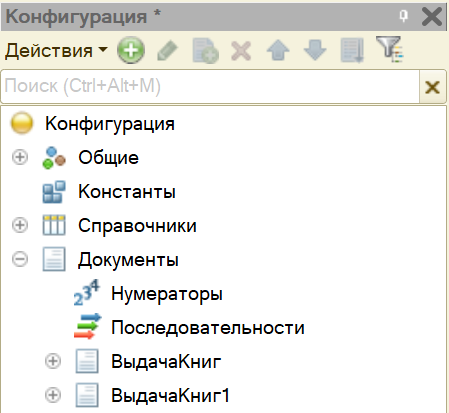 Конфигурация *
Действия
Поиск (Ctrl+Alt+M)
Конфигурация
Общие
Константы
Справочники
Документы
Нумераторы
Последовательности
ВыдачаКниг
ВыдачаКниг1